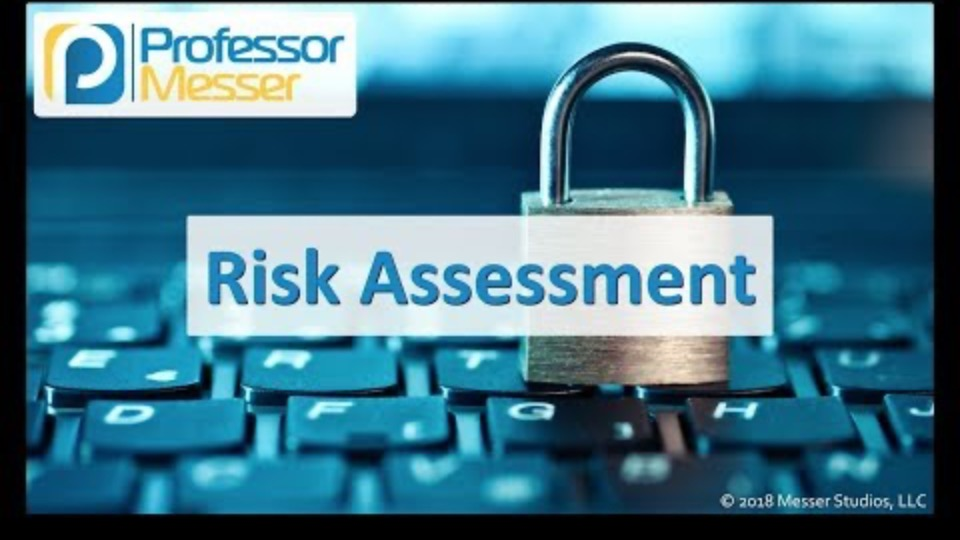 Professor
Messer
Risk Assessment
E R T U
D F G H J
© 2018 Messer Studios, LLC